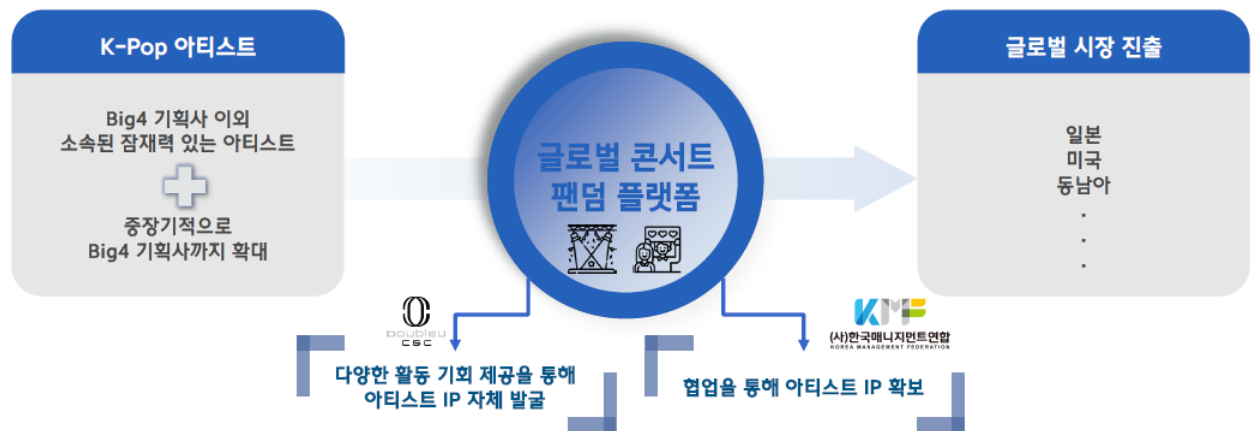 K-Pop 아티스트
Big4 기획사 이외
소속된 잠재력 있는 아티스트
중장기적으로
Big4 기획사까지 확대
글로벌 콘서트
팬덤 플랫폼
글로벌 시장 진출
일본
미국
동남아
.
.
.
DOUBLEU
C&C
다양한 활동 기회 제공을 통해
아티스트 IP 자체 발굴
KMF
(사)한국매니지먼트연합
KOREA MANAGEMENT FEDERATION
협업을 통해 아티스트 IP 확보